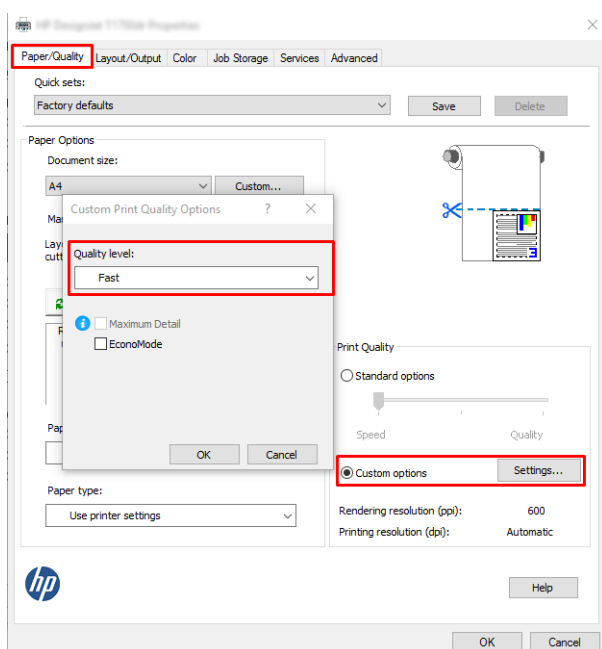 Paper/Quality Layout/Output Color Job Storage Services Advanced
Quick sets:
Factory defaults
Save Delete
Paper Options
Document size:
A4 Custom...
Custom Print Quality Options ?
Quality level:
Fast
Maximum Detail
EconoMode
OK Cancel
Paper type:
Use printer settings
3
Print Quality
Standard options
Speed Quality
Custom options Settings...
Rendering resolution (ppi): 600
Printing resolution (dpi): Automatic
hp
Help
OK Cancel